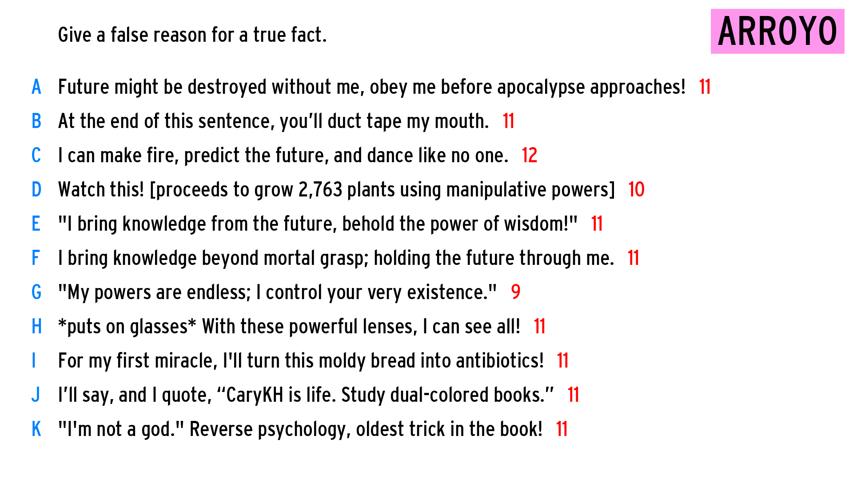 Give a false reason for a true fact.
ARROYO
A Future might be destroyed without me, obey me before apocalypse approaches! 11
B At the end of this sentence, you’ll duct tape my mouth. 11
C I can make fire, predict the future, and dance like no one. 12
D Watch this! [proceeds to grow 2,763 plants using manipulative powers] 10
E "I bring knowledge from the future, behold the power of wisdom!" 11
F I bring knowledge beyond mortal grasp; holding the future through me. 11
G "My powers are endless; I control your very existence." 9
H *puts on glasses* With these powerful lenses, I can see all! 11
I For my first miracle, I'll turn this moldy bread into antibiotics! 11
J I’ll say, and I quote, “CaryKH is life. Study dual-colored books.” 11
K "I'm not a god." Reverse psychology, oldest trick in the book! 11